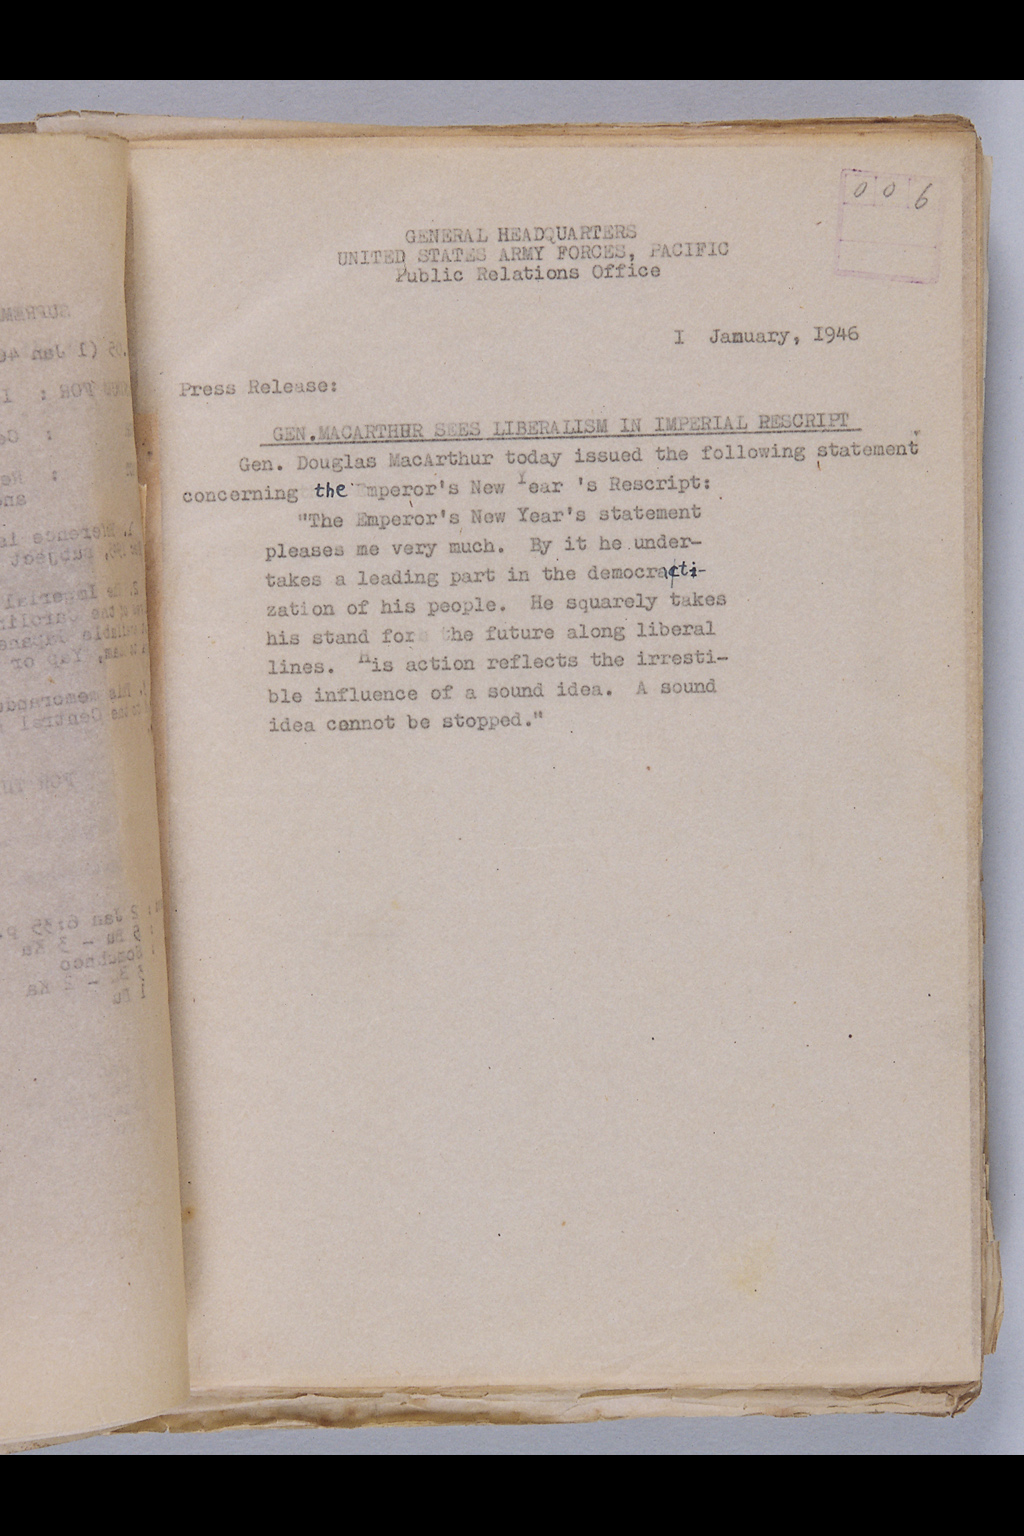 006
GENERAL HEADQUARTERS
UNITED STATES ARMY FORCES, PACIFIC
Public Relations Office
I January, I946
Press Release:
GEN.MACARTHUR SEES LIBERALISM IN IMPERIAL RESCRIPT
Gen. Douglas MacArthur today issued the following statement
concerning the Emperor's New Year 's Rescript:
"The Emperor's New Year's statement
pleases me very much. By it he under-
takes a leading part in the democracti-
zation of his people. He squarely takes
his stand for the future along liberal
lines. His action reflects the irresti-
ble influence of a sound idea. A sound
idea cannot be stopped."